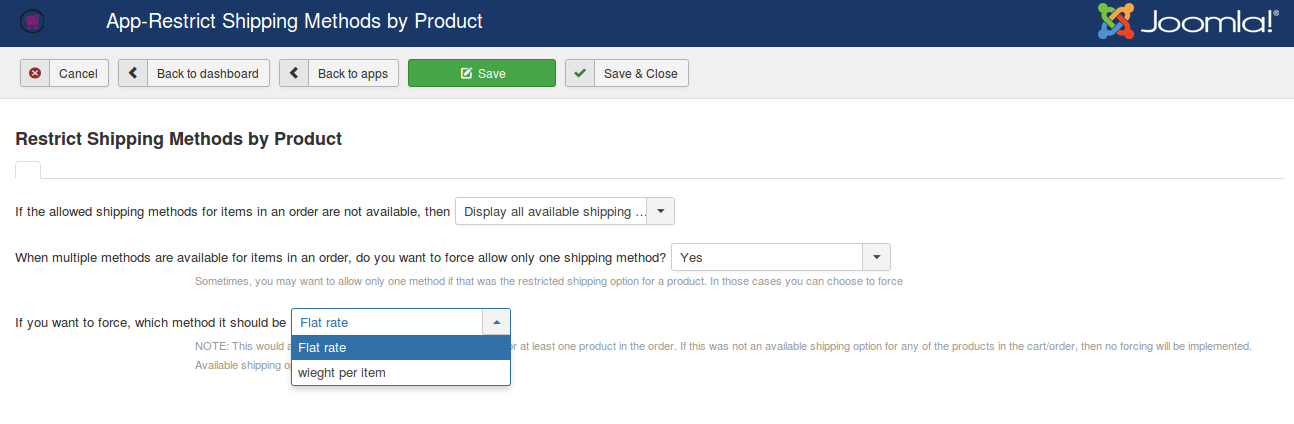 App-Restrict Shipping Methods by Product
Joomla!®
Cancel
Back to dashboard
Back to apps
Save
Save & Close
Restrict Shipping Methods by Product
If the allowed shipping methods for items in an order are not available, then Display all available shipping ...
When multiple methods are available for items in an order, do you want to force allow only one shipping method? Yes
Sometimes, you may want to allow only one method if that was the restricted shipping option for a product. In those cases you can choose to force
If you want to force, which method it should be Flat rate
NOTE: This would at least one product in the order. If this was not an available shipping option for any of the products in the cart/order, then no forcing will be implemented.
Flat rate
Available shipping
wieght per item